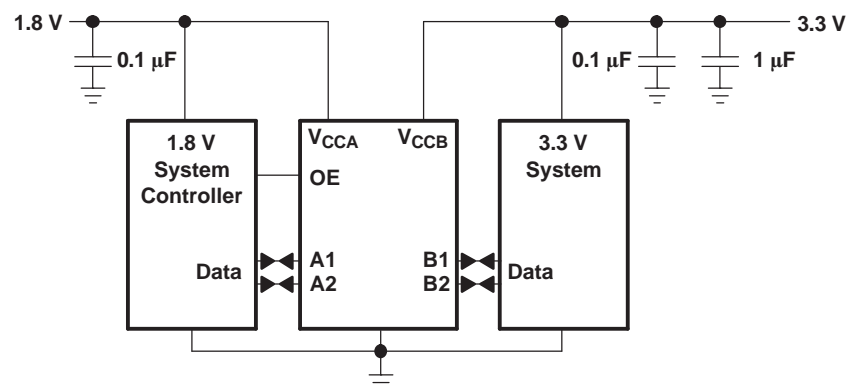 1.8 V
3.3 V
0.1 μF
0.1 μF
1 μF
1.8 V
System
Controller
Data
VCCA
VCCB
OE
A1
A2
B1
B2
3.3 V
System
Data